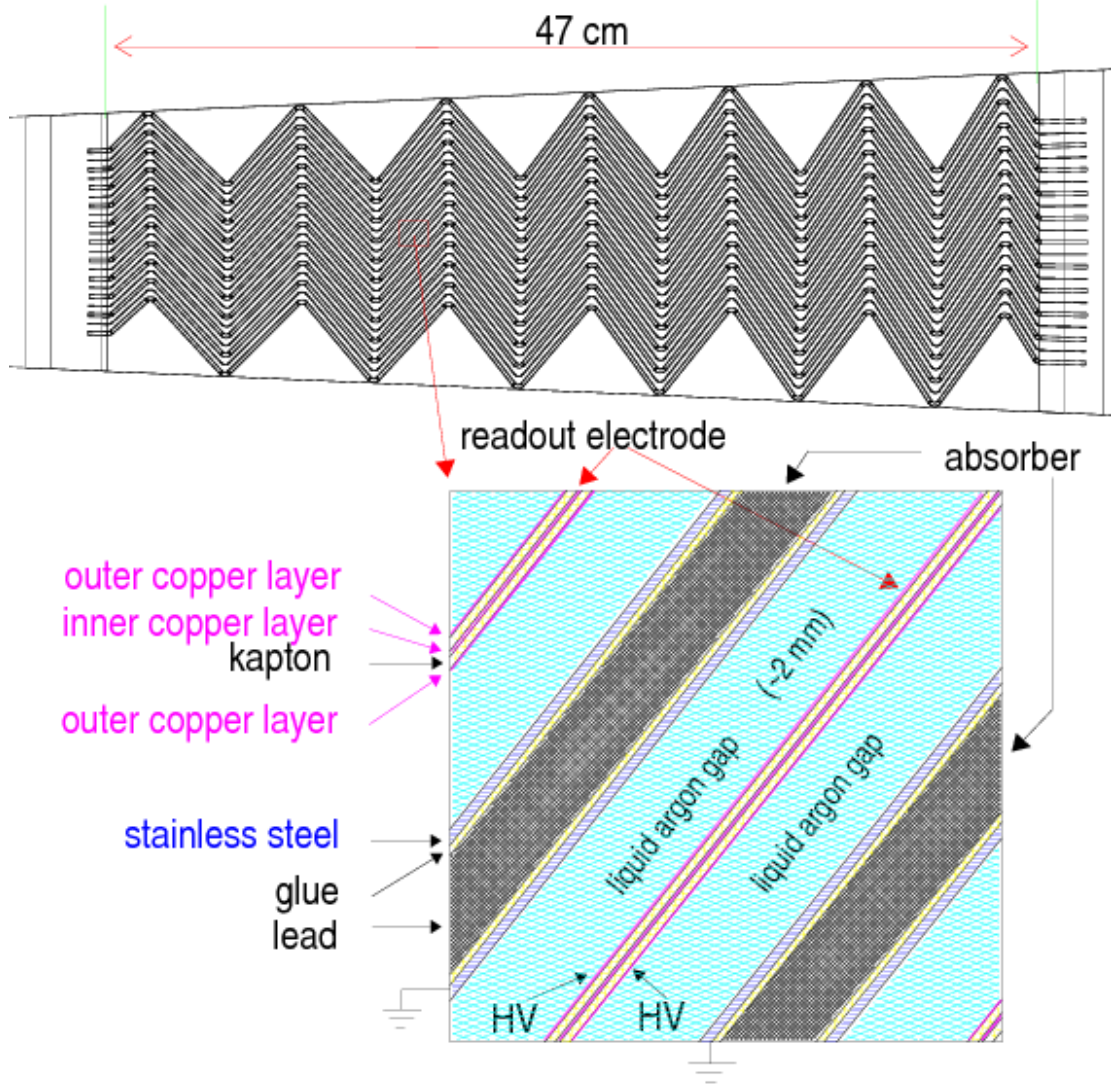 47 cm
readout electrode
absorber
outer copper layer
inner copper layer
kapton
outer copper layer
(~2 mm)
liquid argon gap
liquid argon gap
stainless steel
glue
lead
HV
HV